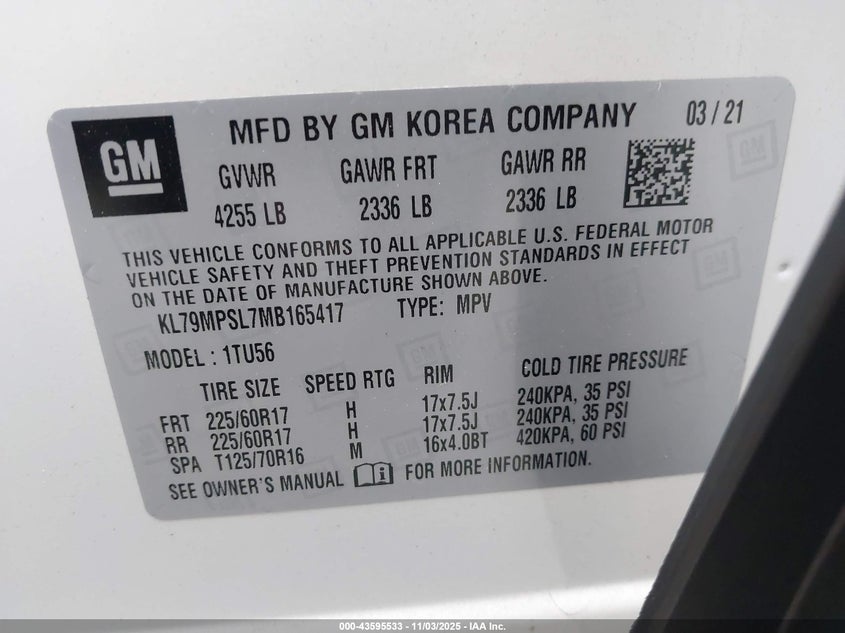 MFD BY GM KOREA COMPANY 03 / 21
GM
GVWR GAWR FRT GAWR RR
4255 LB 2336 LB 2336 LB
THIS VEHICLE CONFORMS TO ALL APPLICABLE U.S. FEDERAL MOTOR
VEHICLE SAFETY AND THEFT PREVENTION STANDARDS IN EFFECT
ON THE DATE OF MANUFACTURE SHOWN ABOVE.
KL79MPSL7MB165417 TYPE: MPV
MODEL : 1TU56
TIRE SIZE SPEED RTG RIM COLD TIRE PRESSURE
FRT 225/60R17 H 17x7.5J 240KPA, 35 PSI
RR 225/60R17 H 17x7.5J 240KPA, 35 PSI
SPA T125/70R16 M 16x4.0BT 420KPA, 60 PSI
SEE OWNER'S MANUAL FOR MORE INFORMATION.
000-43595533 - 11/03/2025 - IAA Inc.